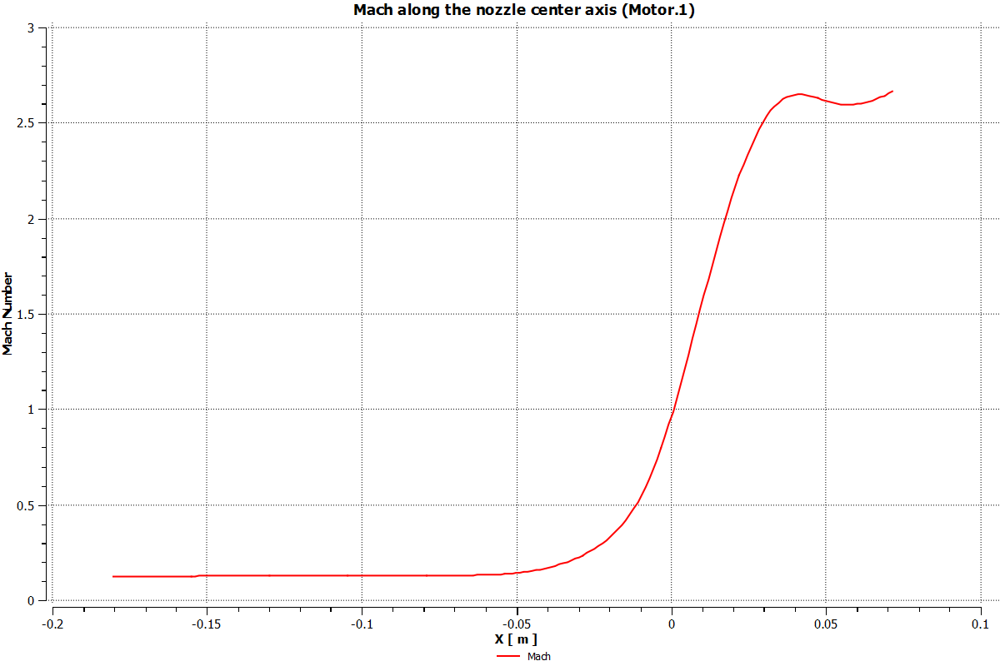 Mach along the nozzle center axis (Motor.1)
3
2.5
2
1.5
1
0.5
0
Mach Number
-0.2 -0.15 -0.1 -0.05 0 0.05 0.1
X [ m ]
Mach